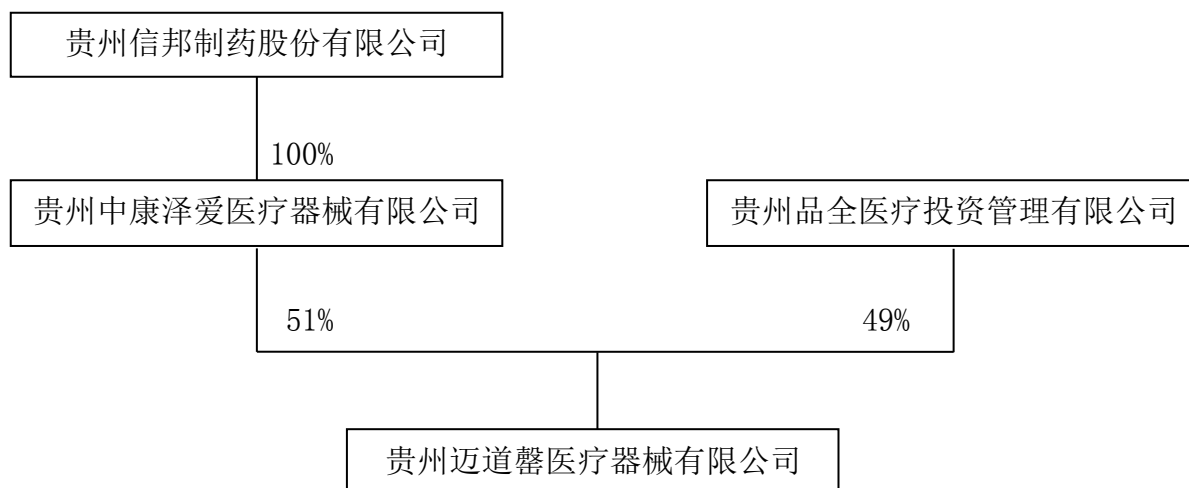 贵州信邦制药股份有限公司
100%
贵州中康泽爱医疗器械有限公司
贵州品全医疗投资管理有限公司
51%
49%
贵州迈道罄医疗器械有限公司